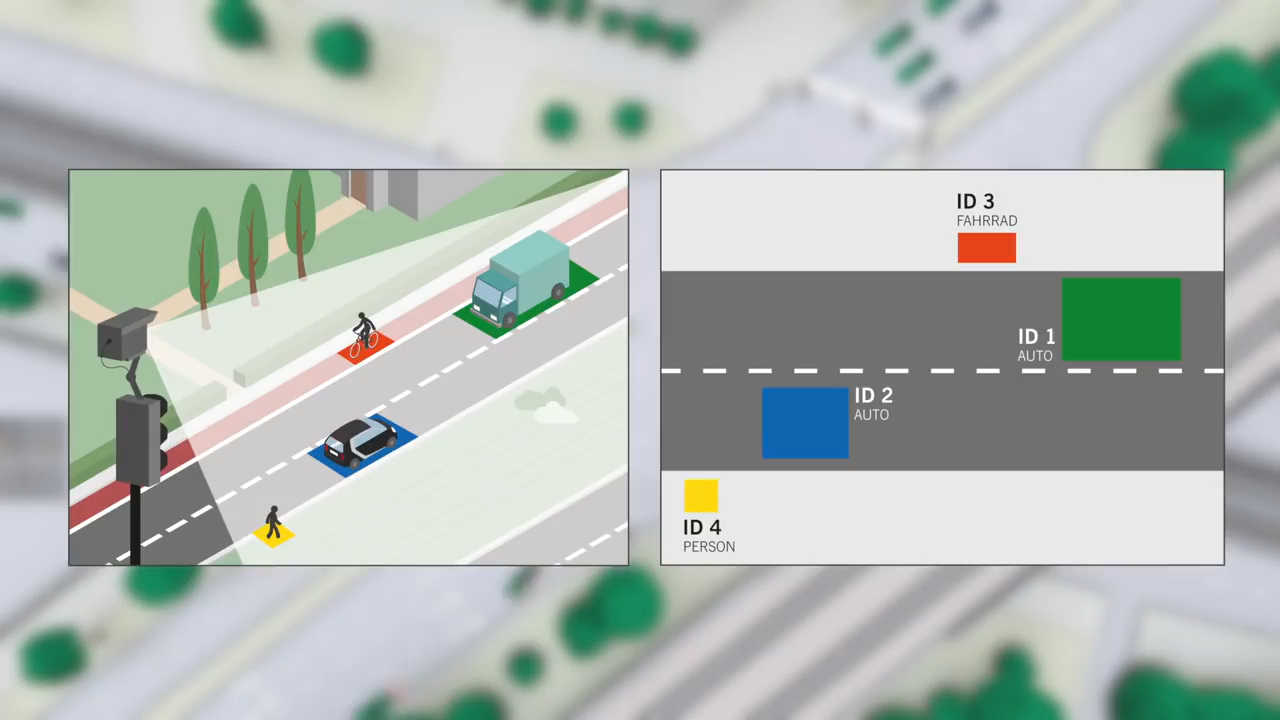 ID 3
FAHRRAD
ID 1
AUTO
ID 2
AUTO
ID 4
PERSON